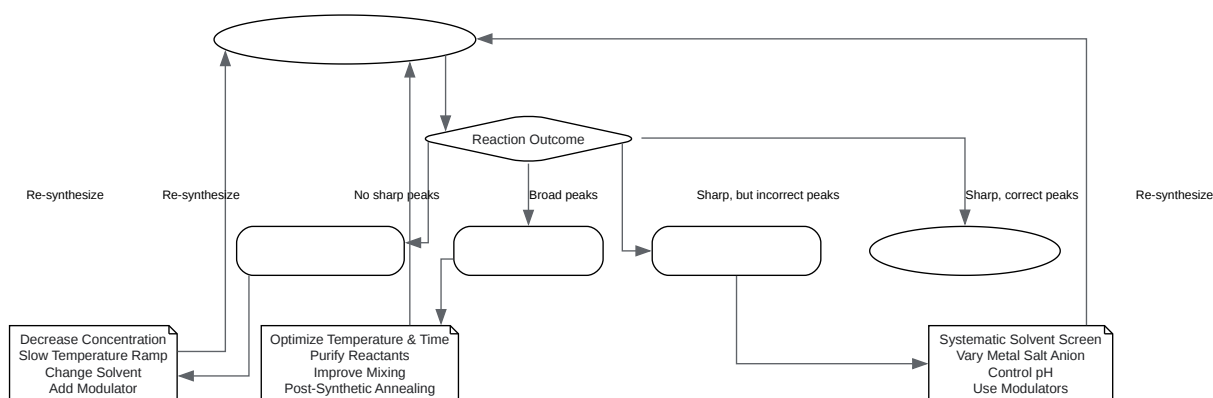 Reaction Outcome
Re-synthesize
Re-synthesize
No sharp peaks
Broad peaks
Sharp, but incorrect peaks
Sharp, correct peaks
Re-synthesize
Decrease Concentration
Slow Temperature Ramp
Change Solvent
Add Modulator
Optimize Temperature & Time
Purify Reactants
Improve Mixing
Post-Synthetic Annealing
Systematic Solvent Screen
Vary Metal Salt Anion
Control pH
Use Modulators